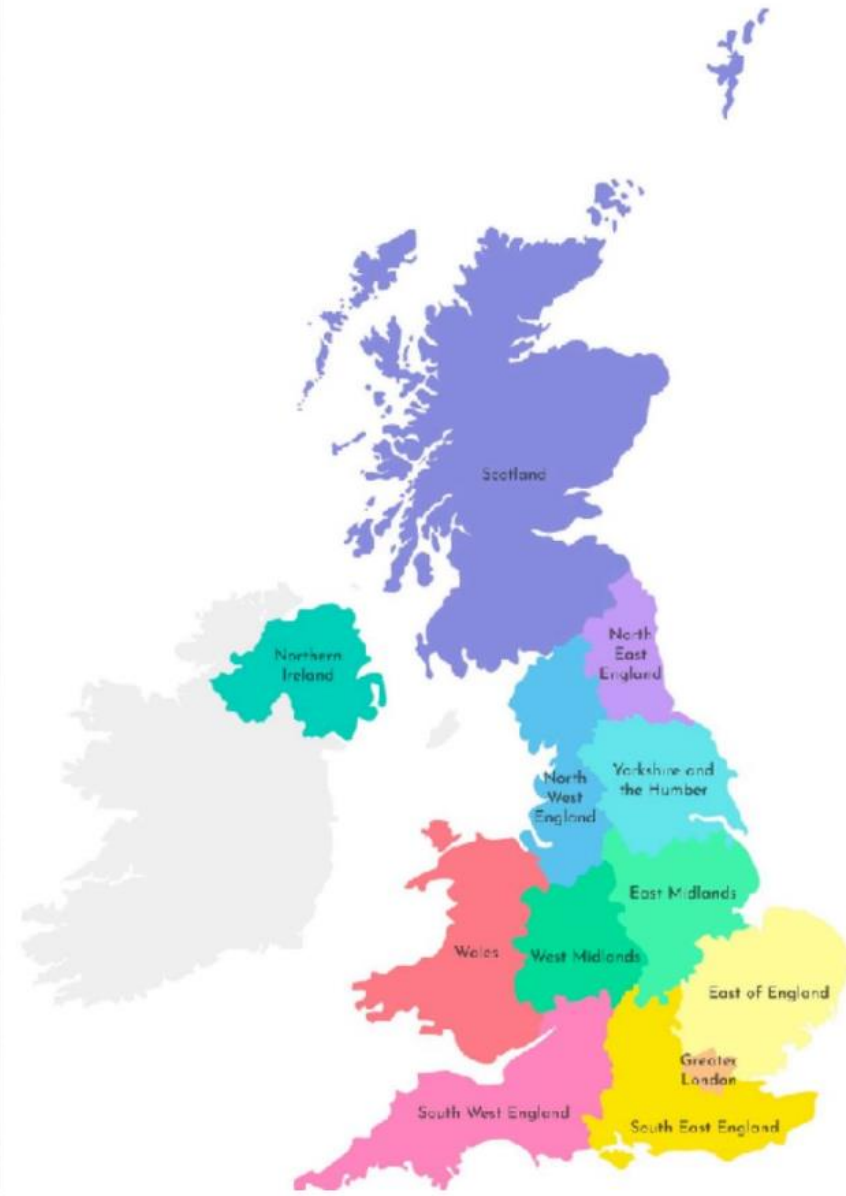 Scotland
Northern
Ireland
North
East
England
North
West
England
Yorkshire and
the Humber
East Midlands
Wales
West Midlands
East of England
Greater
London
South West England
South East England